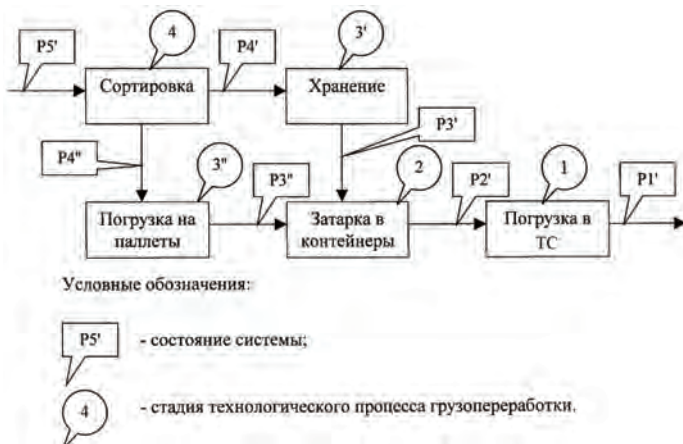 4
3'
P5'
P4'
Сортировка
Хранение
P3'
P4"
3"
P3"
2
P2'
1
P1'
Погрузка на
паллеты
Затарка в
контейнеры
Погрузка в
ТС
Условные обозначения:
P5'
- состояние системы;
4
- стадия технологического процесса грузопереработки.